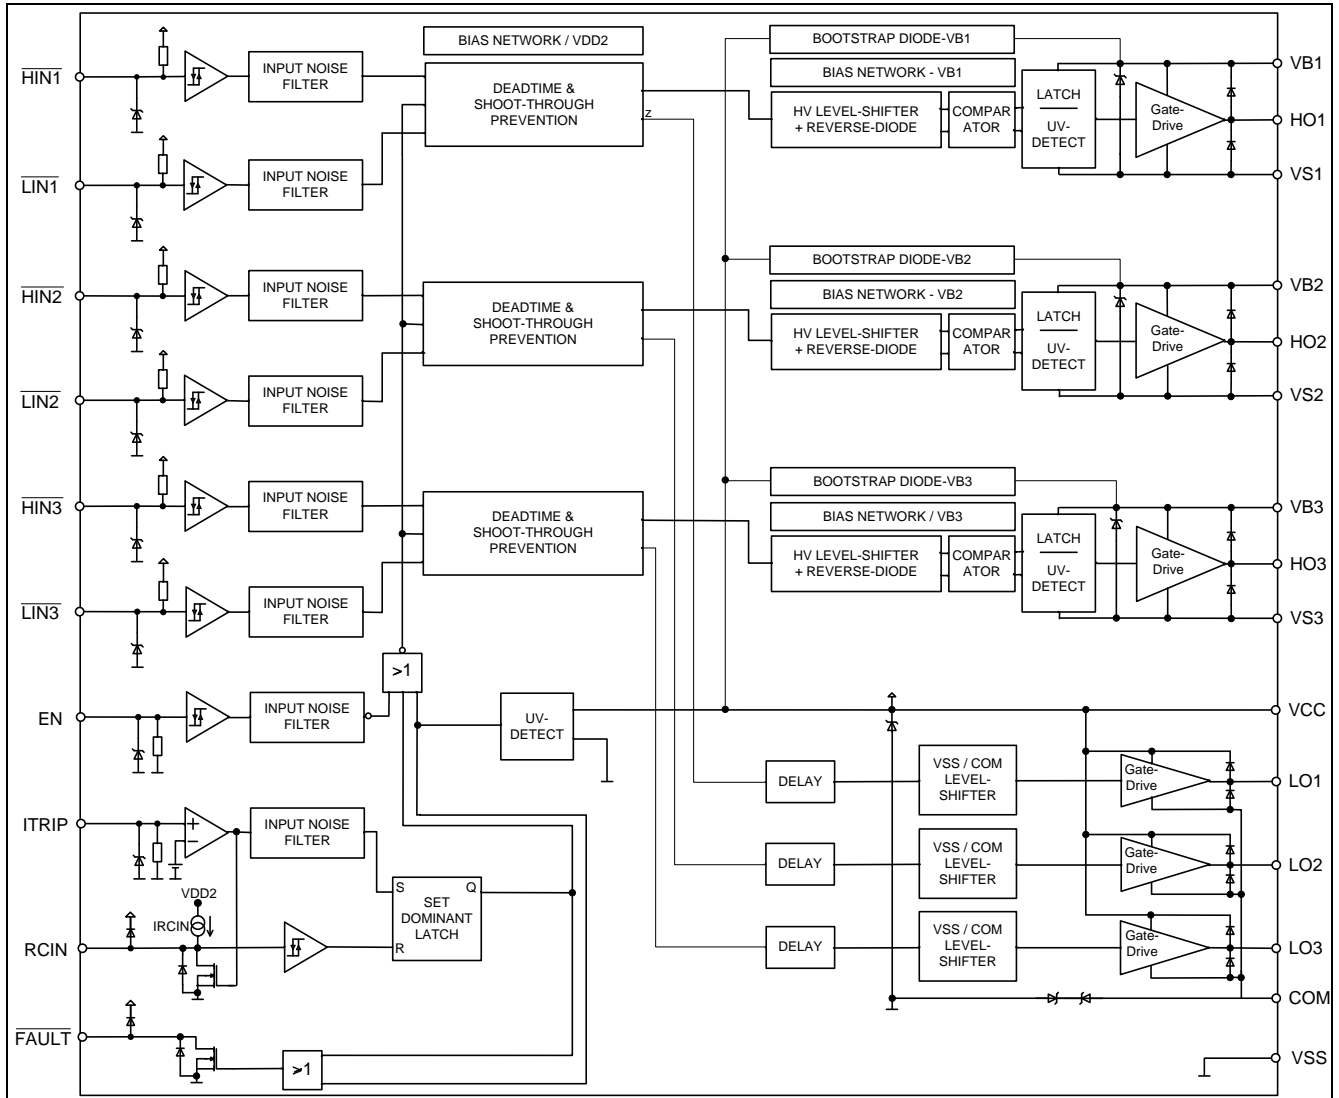 BIAS NETWORK / VDD2
BOOTSTRAP DIODE-VB1
HIN1
INPUT NOISE
FILTER
DEADTIME &
SHOOT-THROUGH
PREVENTION
Z
BIAS NETWORK - VB1
HV LEVEL-SHIFTER
+ REVERSE-DIODE
COMPAR
ATOR
LATCH
UV-
DETECT
Gate-
Drive
VB1
HO1
VS1
LIN1
INPUT NOISE
FILTER
BOOTSTRAP DIODE-VB2
HIN2
INPUT NOISE
FILTER
DEADTIME &
SHOOT-THROUGH
PREVENTION
BIAS NETWORK - VB2
HV LEVEL-SHIFTER
+ REVERSE-DIODE
COMPAR
ATOR
LATCH
UV-
DETECT
Gate-
Drive
VB2
HO2
VS2
LIN2
INPUT NOISE
FILTER
BOOTSTRAP DIODE-VB3
HIN3
INPUT NOISE
FILTER
DEADTIME &
SHOOT-THROUGH
PREVENTION
BIAS NETWORK / VB3
HV LEVEL-SHIFTER
+ REVERSE-DIODE
COMPAR
ATOR
LATCH
UV-
DETECT
Gate-
Drive
VB3
HO3
VS3
LIN3
INPUT NOISE
FILTER
>1
EN
INPUT NOISE
FILTER
UV-
DETECT
VCC
DELAY
VSS / COM
LEVEL-
SHIFTER
Gate-
Drive
LO1
ITRIP
+
−
INPUT NOISE
FILTER
DELAY
VSS / COM
LEVEL-
SHIFTER
Gate-
Drive
LO2
VDD2
IRCIN
S
Q
SET
DOMINANT
LATCH
R
RCIN
DELAY
VSS / COM
LEVEL-
SHIFTER
Gate-
Drive
LO3
COM
FAULT
>1
VSS